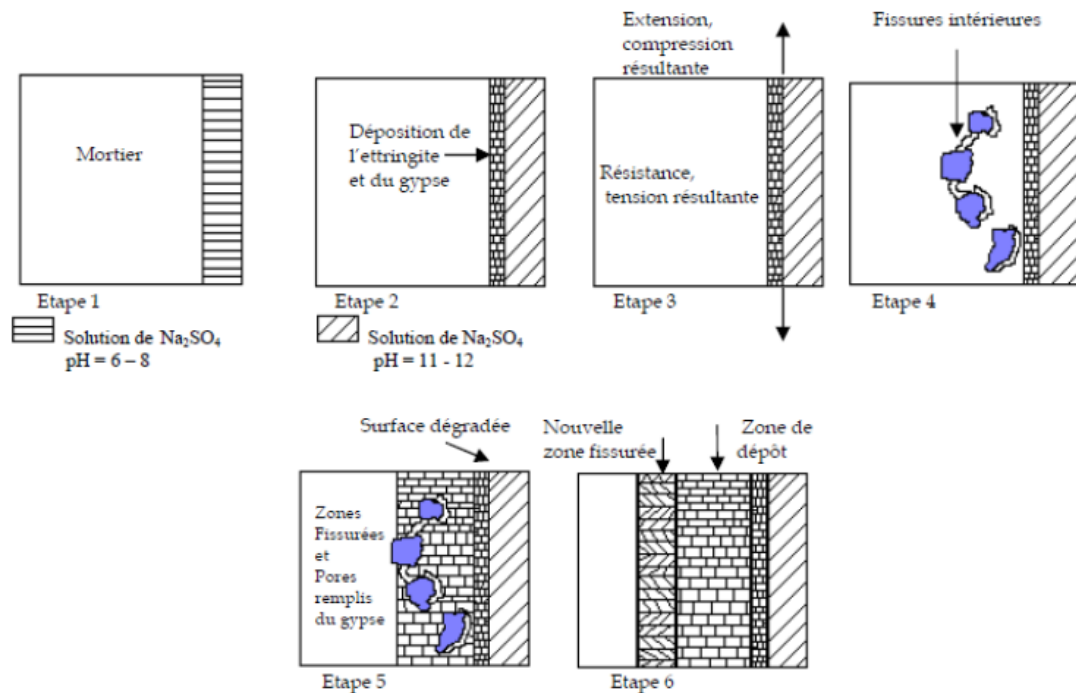 Mortier
Etape 1
Solution de Na₂SO₄
pH = 6 – 8
Déposition de
l'ettringite
et du gypse
Etape 2
Solution de Na₂SO₄
pH = 11 - 12
Extension,
compression
résultante
Résistance,
tension résultante
Etape 3
Fissures intérieures
Etape 4
Surface dégradée
Zones
Fissurées
et
Pores
remplis
du gypse
Etape 5
Nouvelle
zone fissurée
Zone de
dépôt
Etape 6